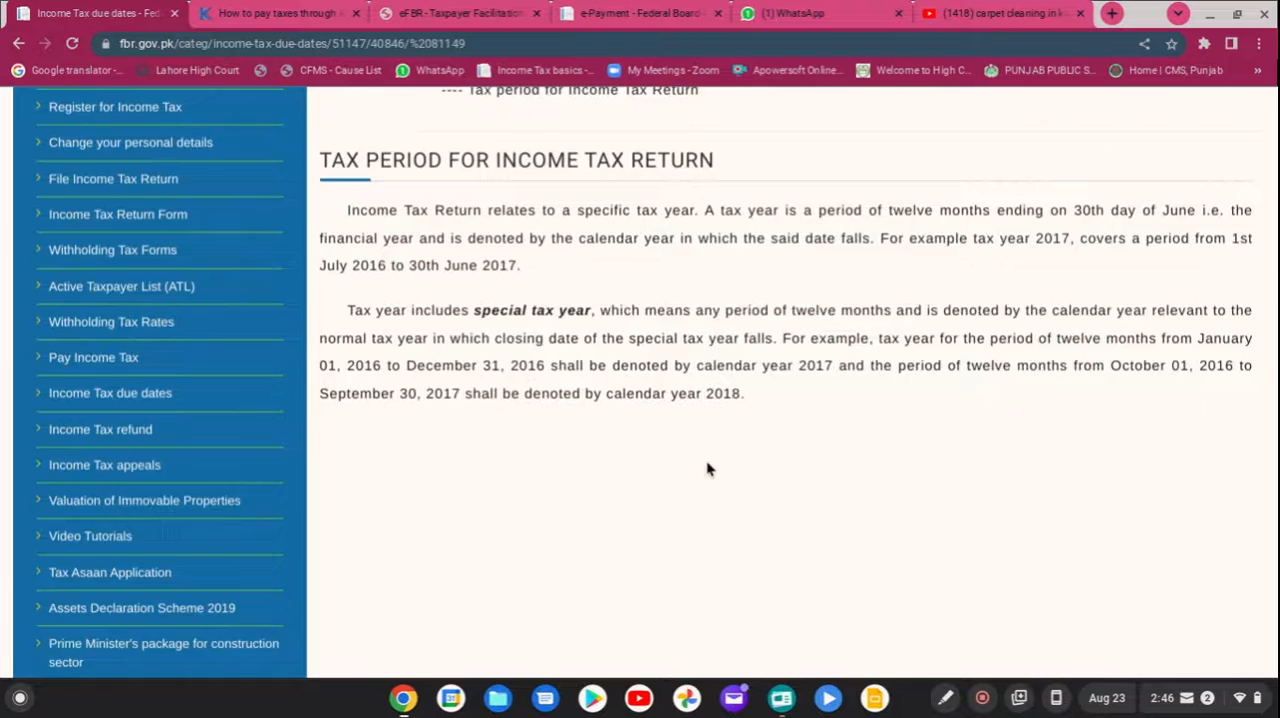 Income Tax due dates - Fed
How to pay taxes through
eFBR - Taxpayer Facilitation
e-Payment - Federal Board
(1) WhatsApp
(1418) carpet cleaning in k
fbr.gov.pk/categ/income-tax-due-dates/51147/40846/%2081149
Google translator -...
Lahore High Court
CFMS - Cause List
WhatsApp
Income Tax basics -...
My Meetings - Zoom
Apowersoft Online...
Welcome to High C...
PUNJAB PUBLIC S...
Home | CMS, Punjab
»
Register for Income Tax
Change your personal details
File Income Tax Return
Income Tax Return Form
Withholding Tax Forms
Active Taxpayer List (ATL)
Withholding Tax Rates
Pay Income Tax
Income Tax due dates
Income Tax refund
Income Tax appeals
Valuation of Immovable Properties
Video Tutorials
Tax Asaan Application
Assets Declaration Scheme 2019
Prime Minister's package for construction
sector
---- Tax period for Income Tax Return
TAX PERIOD FOR INCOME TAX RETURN
Income Tax Return relates to a specific tax year. A tax year is a period of twelve months ending on 30th day of June i.e. the
financial year and is denoted by the calendar year in which the said date falls. For example tax year 2017, covers a period from 1st
July 2016 to 30th June 2017.
Tax year includes special tax year, which means any period of twelve months and is denoted by the calendar year relevant to the
normal tax year in which closing date of the special tax year falls. For example, tax year for the period of twelve months from January
01, 2016 to December 31, 2016 shall be denoted by calendar year 2017 and the period of twelve months from October 01, 2016 to
September 30, 2017 shall be denoted by calendar year 2018.
Aug 23
2:46
2